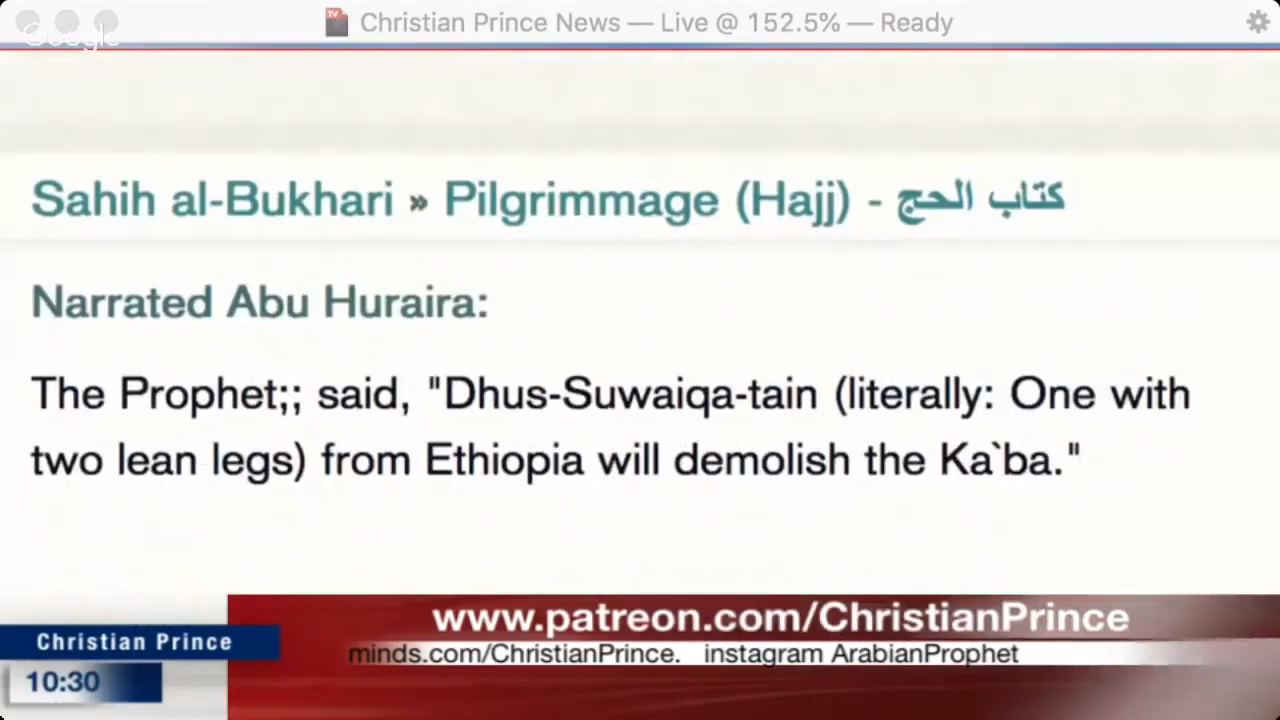 Christian Prince News — Live @ 152.5% — Ready
Google
Sahih al-Bukhari » Pilgrimmage (Hajj) - كتاب الحج
Narrated Abu Huraira:
The Prophet;; said, "Dhus-Suwaiqa-tain (literally: One with
two lean legs) from Ethiopia will demolish the Ka`ba."
www.patreon.com/ChristianPrince
Christian Prince
minds.com/ChristianPrince. instagram ArabianProphet
10:30